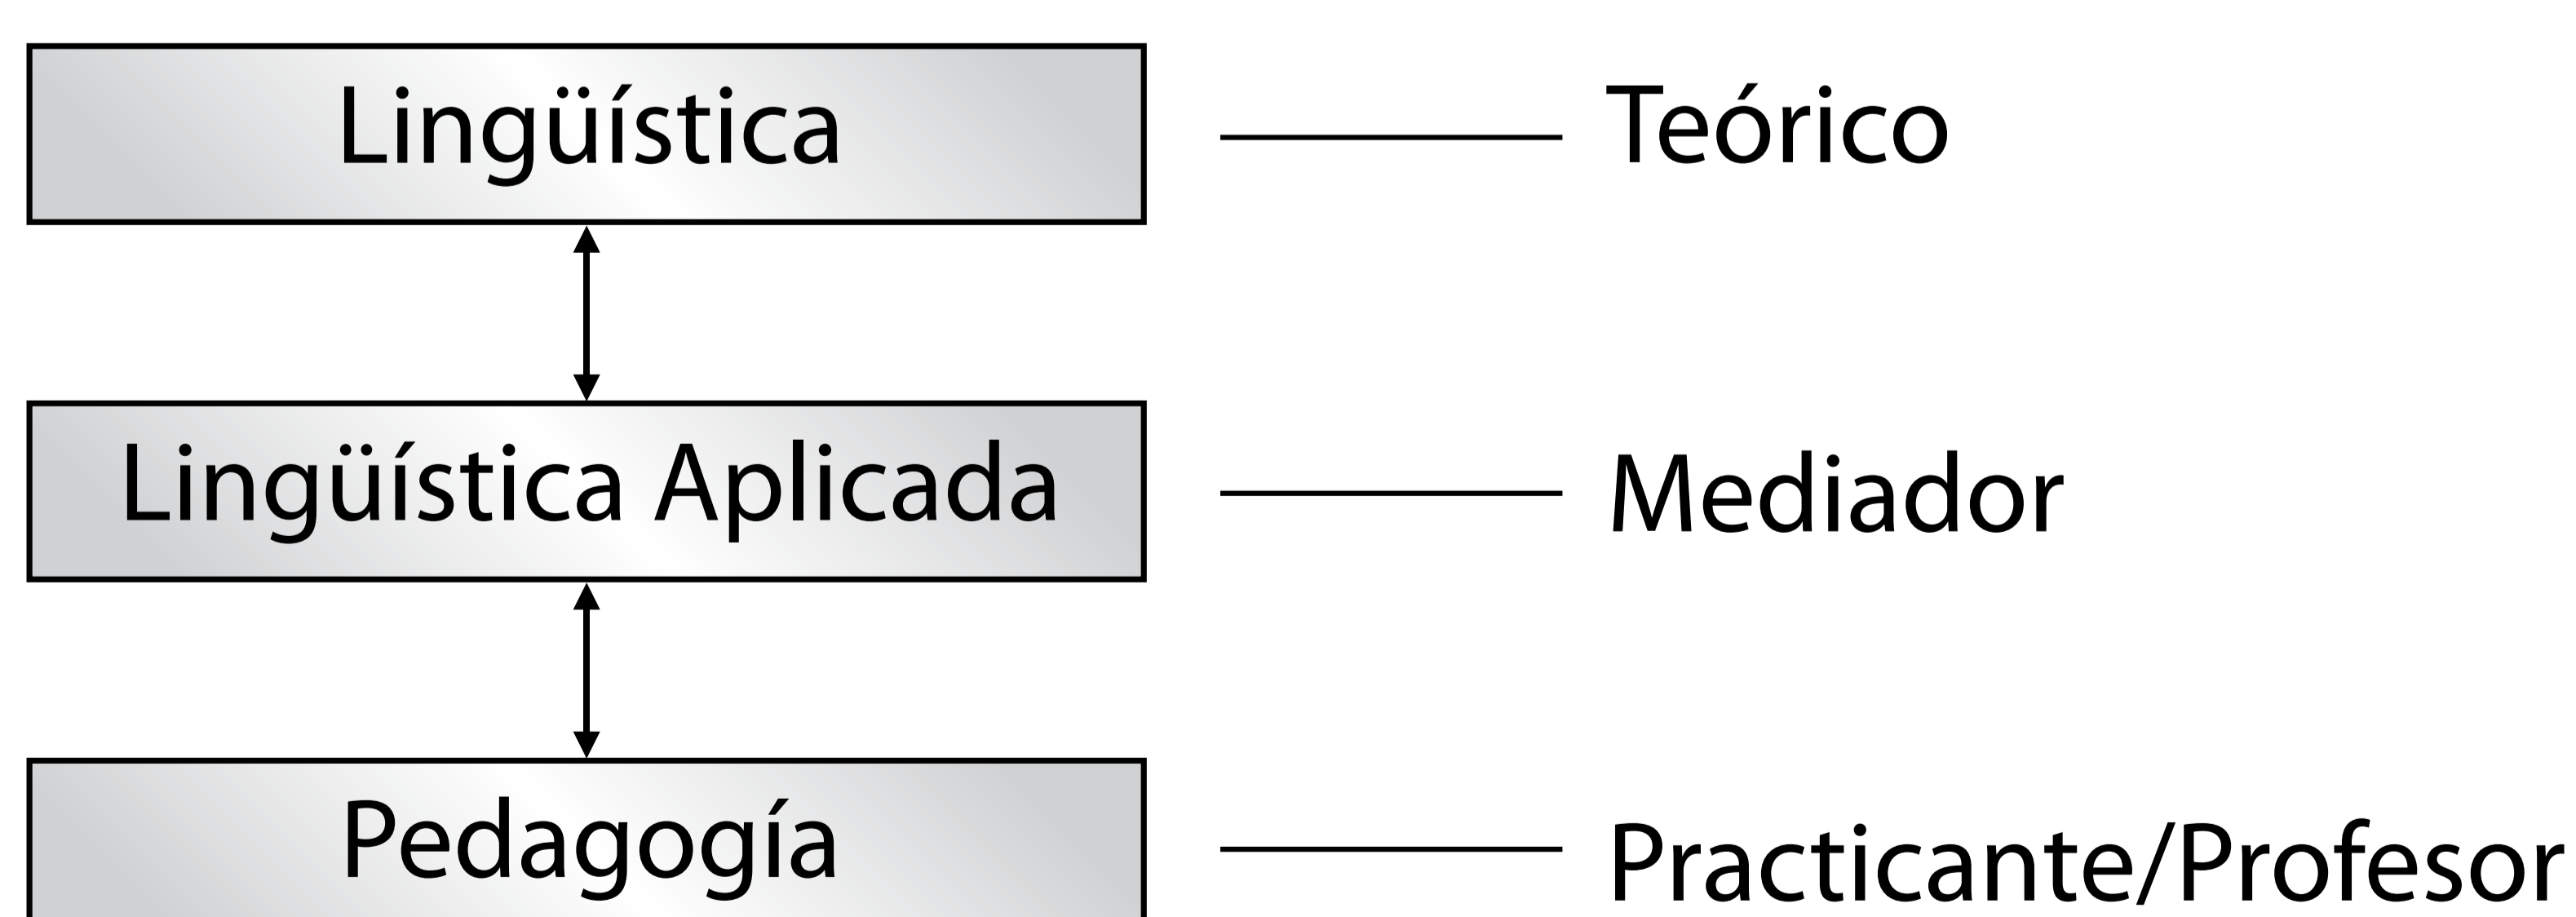 Lingüística Teórico
Lingüística Aplicada Mediador
Pedagogía Practicante/Profesor